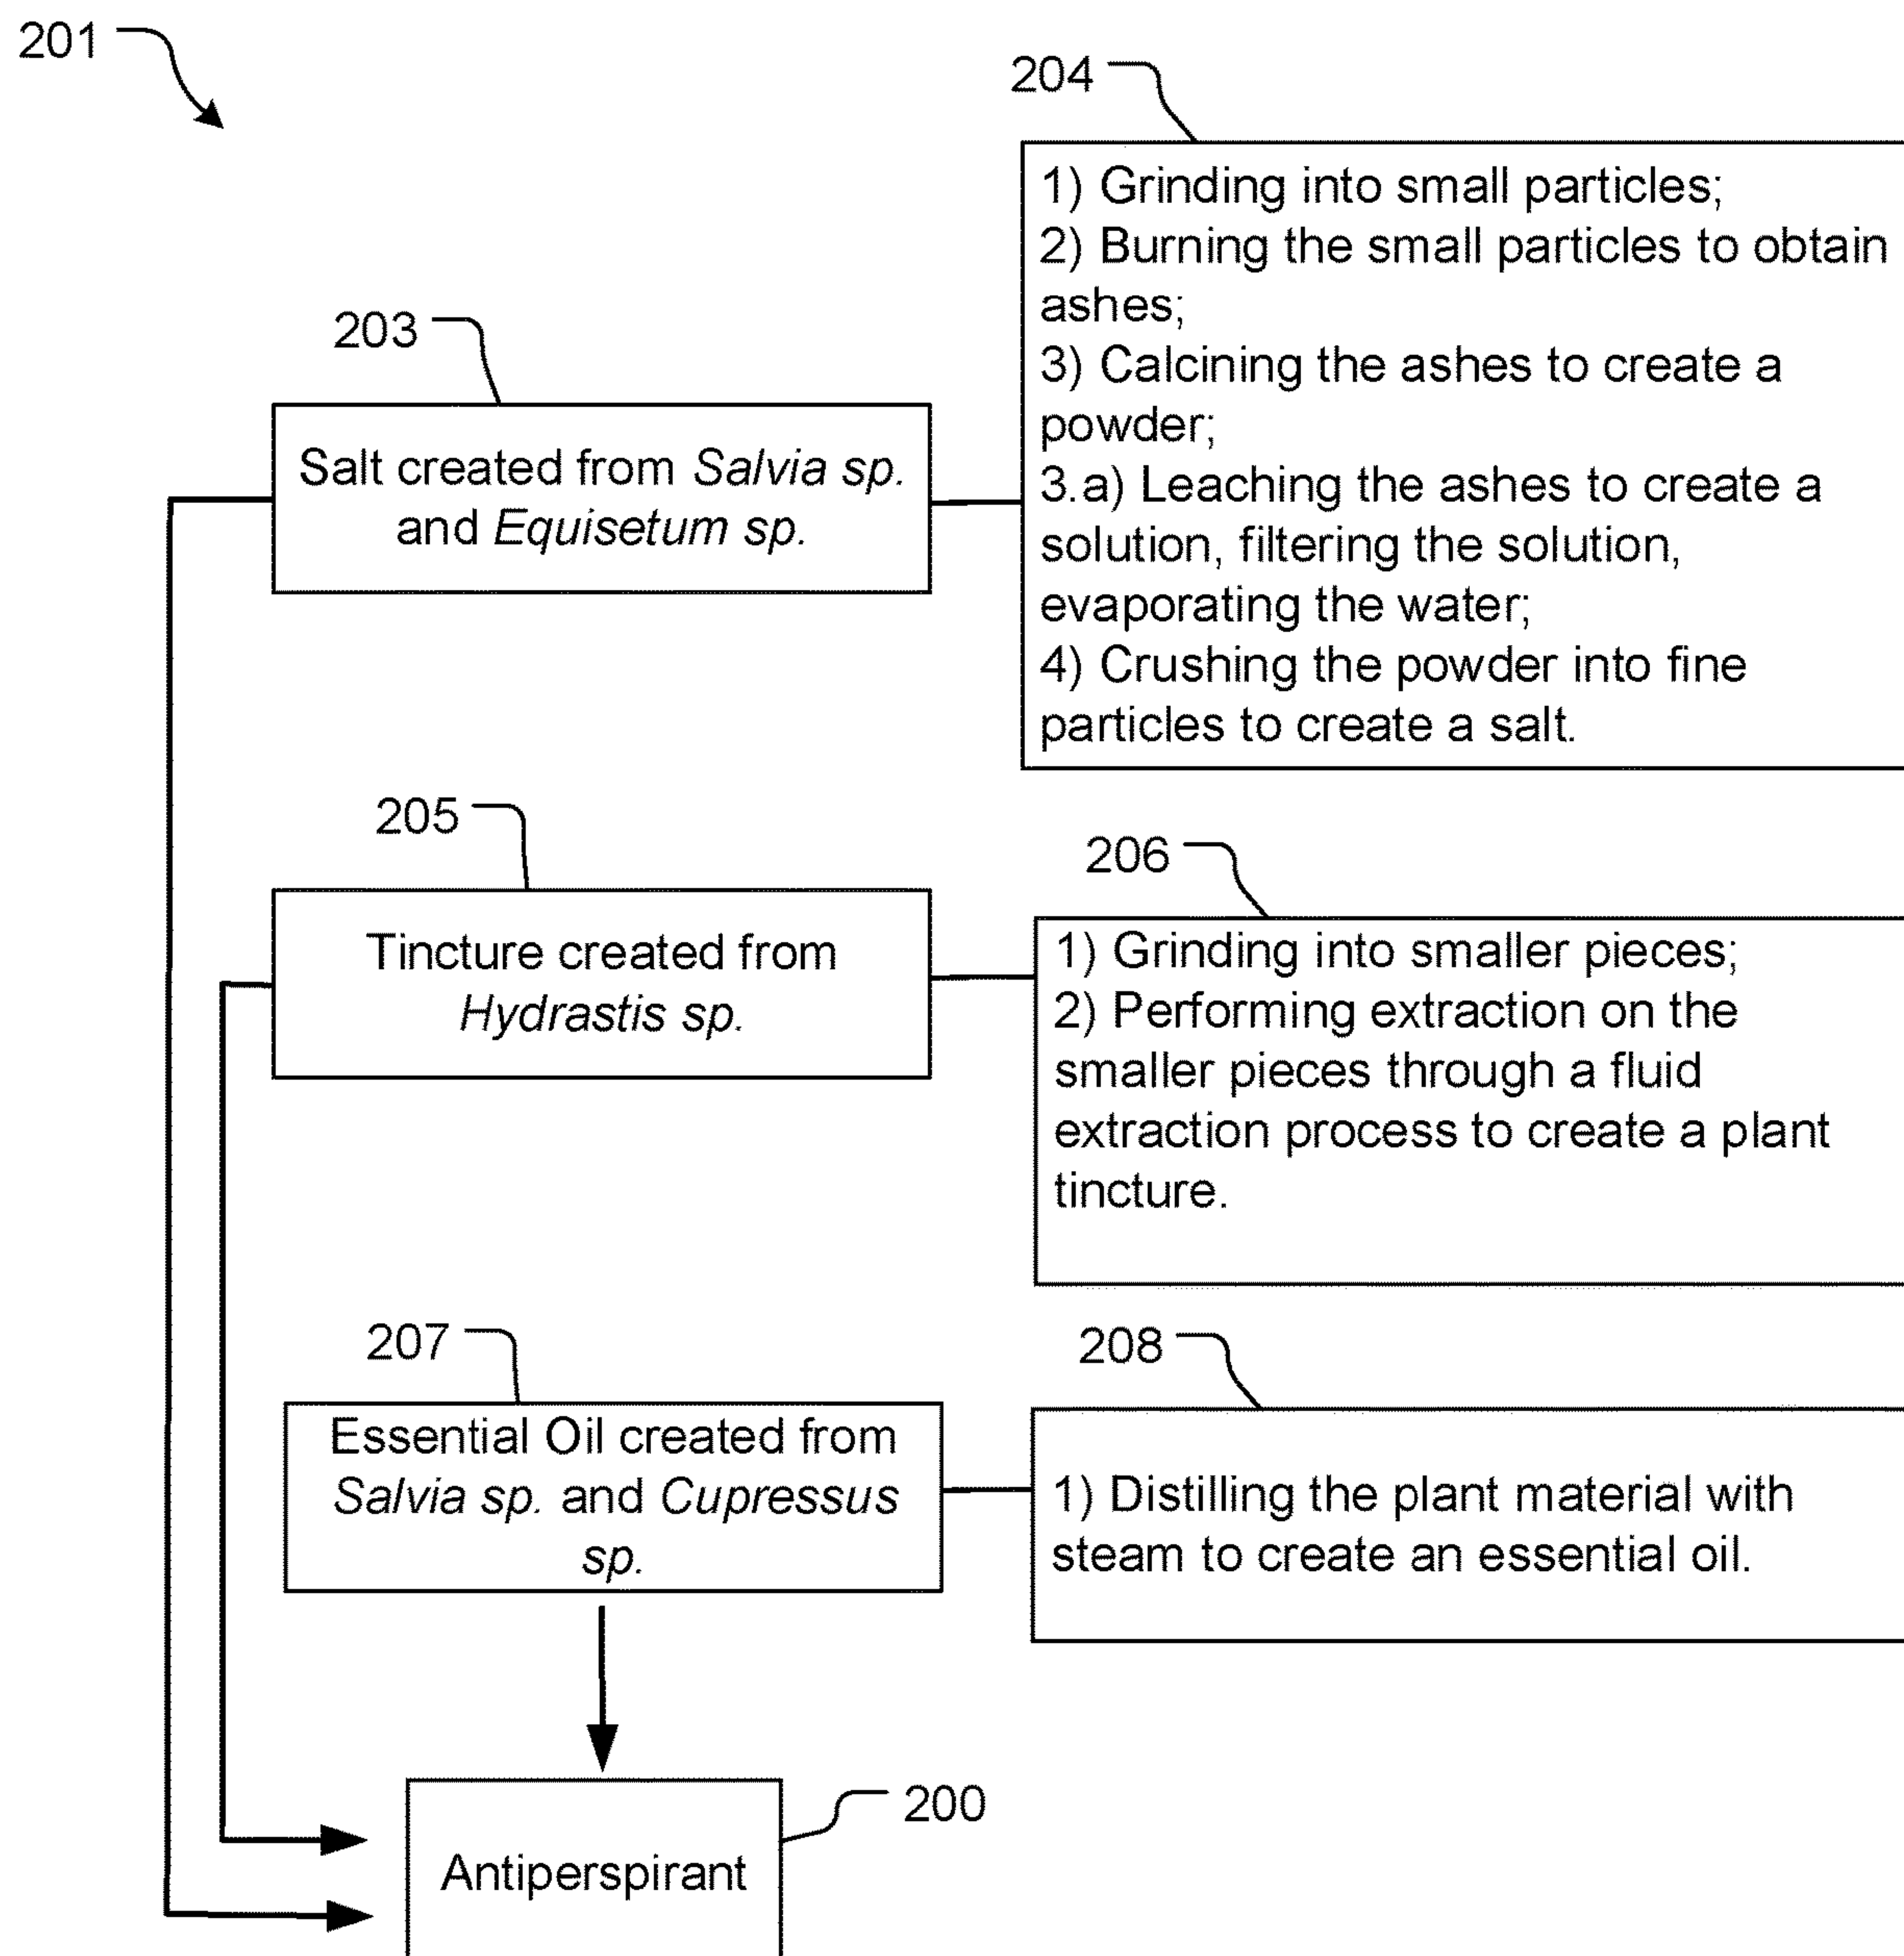 201
204
1) Grinding into small particles;
2) Burning the small particles to obtain
ashes;
3) Calcining the ashes to create a
powder;
3.a) Leaching the ashes to create a
solution, filtering the solution,
evaporating the water;
4) Crushing the powder into fine
particles to create a salt.
203
Salt created from Salvia sp.
and Equisetum sp.
205
Tincture created from
Hydrastis sp.
206
1) Grinding into smaller pieces;
2) Performing extraction on the
smaller pieces through a fluid
extraction process to create a plant
tincture.
207
Essential Oil created from
Salvia sp. and Cupressus
sp.
208
1) Distilling the plant material with
steam to create an essential oil.
200
Antiperspirant